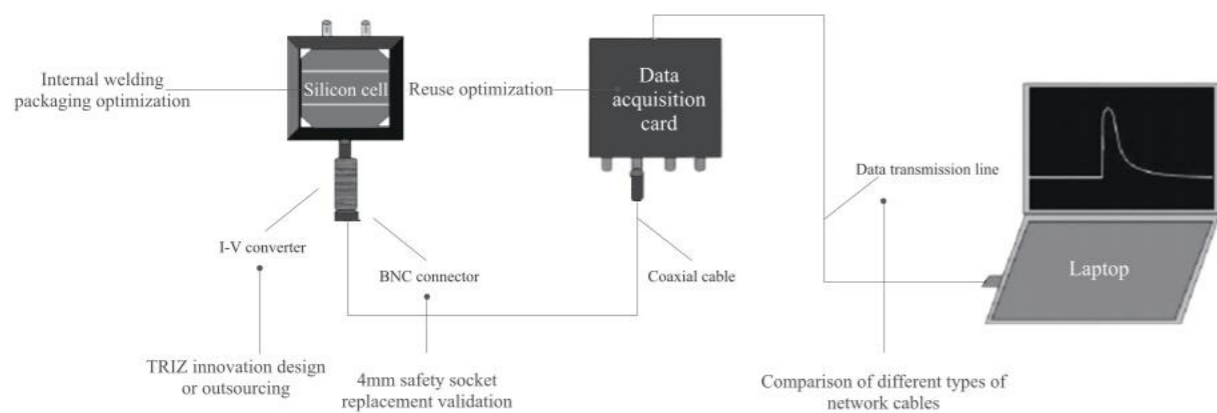 Internal welding
packaging optimization
Silicon cell
Reuse optimization
Data
acquisition
card
Data transmission line
I-V converter
BNC connector
Coaxial cable
Laptop
TRIZ innovation design
or outsourcing
4mm safety socket
replacement validation
Comparison of different types of
network cables